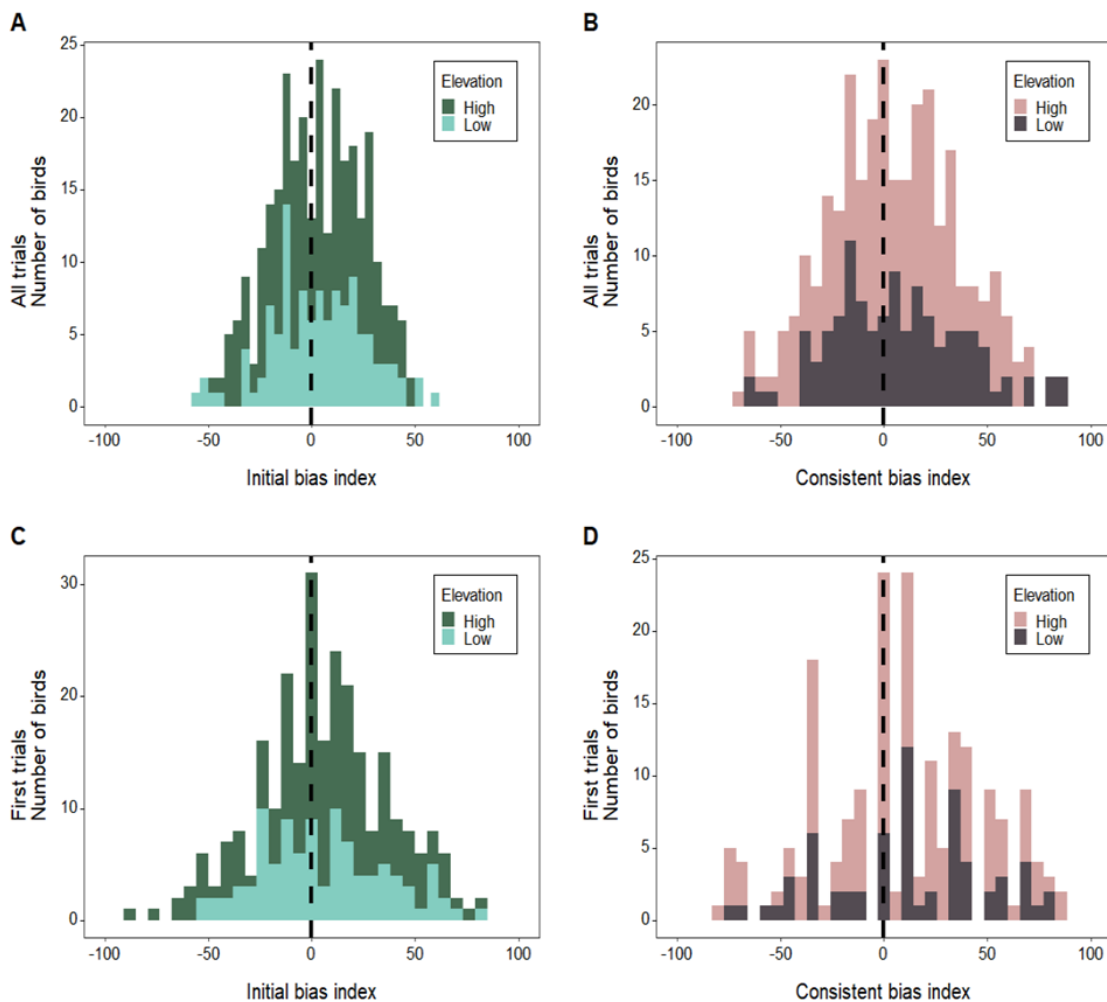 A
All trials
Number of birds
25
20
15
10
5
0
Elevation
High
Low
-100 -50 0 50 100
Initial bias index
B
All trials
Number of birds
20
15
10
5
0
Elevation
High
Low
-100 -50 0 50 100
Consistent bias index
C
First trials
Number of birds
30
20
10
0
Elevation
High
Low
-100 -50 0 50 100
Initial bias index
D
First trials
Number of birds
25
20
15
10
5
0
Elevation
High
Low
-100 -50 0 50 100
Consistent bias index